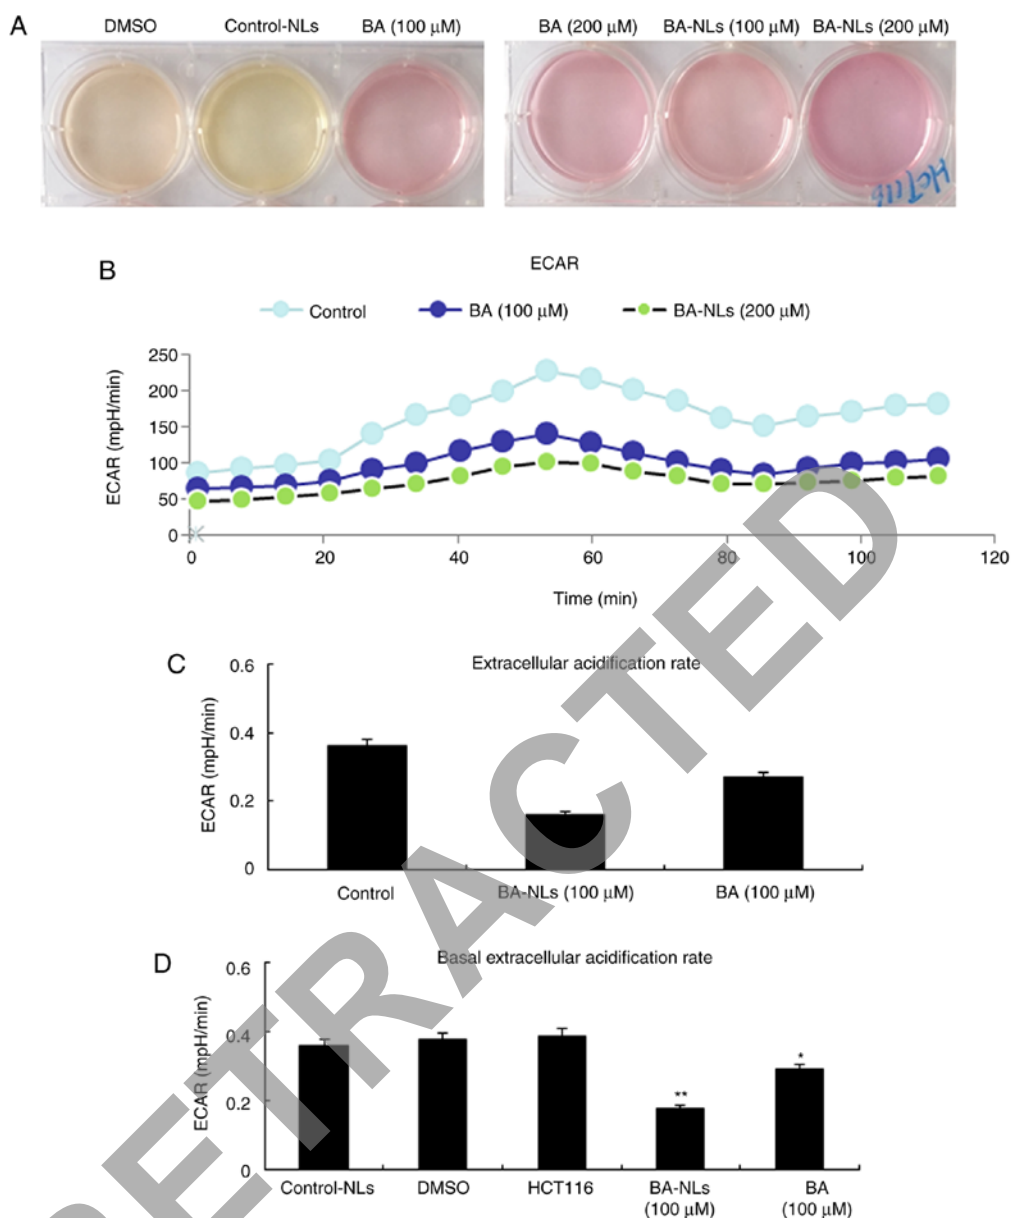 A
DMSO Control-NLs BA (100 μM) BA (200 μM) BA-NLs (100 μM) BA-NLs (200 μM)
HCT116
B
ECAR
Control BA (100 μM) BA-NLs (200 μM)
ECAR (mpH/min)
250
200
150
100
50
0
0 20 40 60 80 100 120
Time (min)
C
Extracellular acidification rate
ECAR (mpH/min)
0.6
0.4
0.2
0
Control BA-NLs (100 μM) BA (100 μM)
D
Basal extracellular acidification rate
ECAR (mpH/min)
0.6
0.4
0.2
0
** *
Control-NLs DMSO HCT116 BA-NLs BA
(100 μM) (100 μM)
RETRACTED